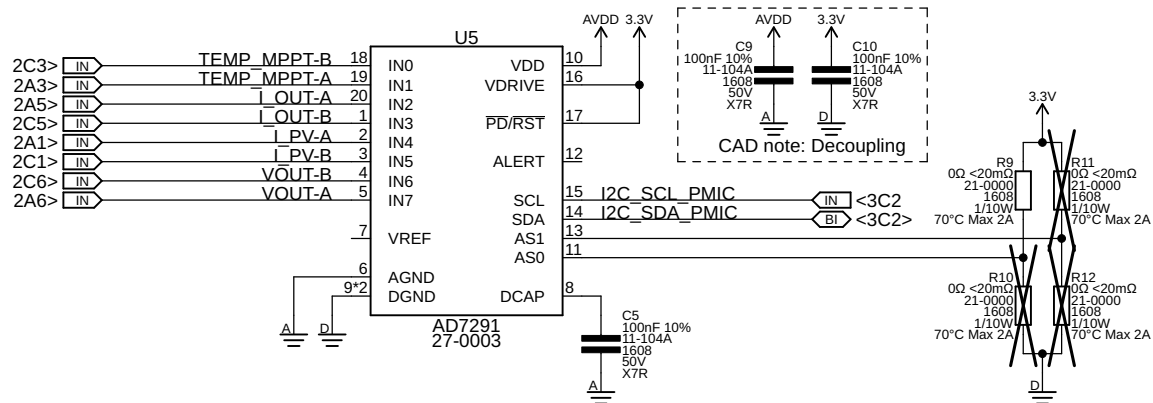 AVDD 3.3V
U5
2C3> IN TEMP_MPPT-B 18 IN0 VDD 10
2A3> IN TEMP_MPPT-A 19 IN1 VDRIVE 16
2A5> IN I_OUT-A 20 IN2
2C5> IN I_OUT-B 1 IN3 PD/RST 17
2A1> IN I_PV-A 2 IN4
2C1> IN I_PV-B 3 IN5 ALERT 12
2C6> IN VOUT-B 4 IN6
2A6> IN VOUT-A 5 IN7 SCL 15 I2C_SCL_PMIC IN <3C2
SDA 14 I2C_SDA_PMIC BI <3C2>
7 VREF AS1 13
AS0 11
6 AGND
9*2 DGND DCAP 8
A D
AD7291
27-0003
C5
100nF 10%
11-104A
1608
50V
X7R
A
AVDD 3.3V
C9
100nF 10%
11-104A
1608
50V
X7R
A
C10
100nF 10%
11-104A
1608
50V
X7R
D
CAD note: Decoupling
3.3V
R9
0Ω <20mΩ
21-0000
1608
1/10W
70°C Max 2A
R11
0Ω <20mΩ
21-0000
1608
1/10W
70°C Max 2A
R10
0Ω <20mΩ
21-0000
1608
1/10W
70°C Max 2A
R12
0Ω <20mΩ
21-0000
1608
1/10W
70°C Max 2A
D